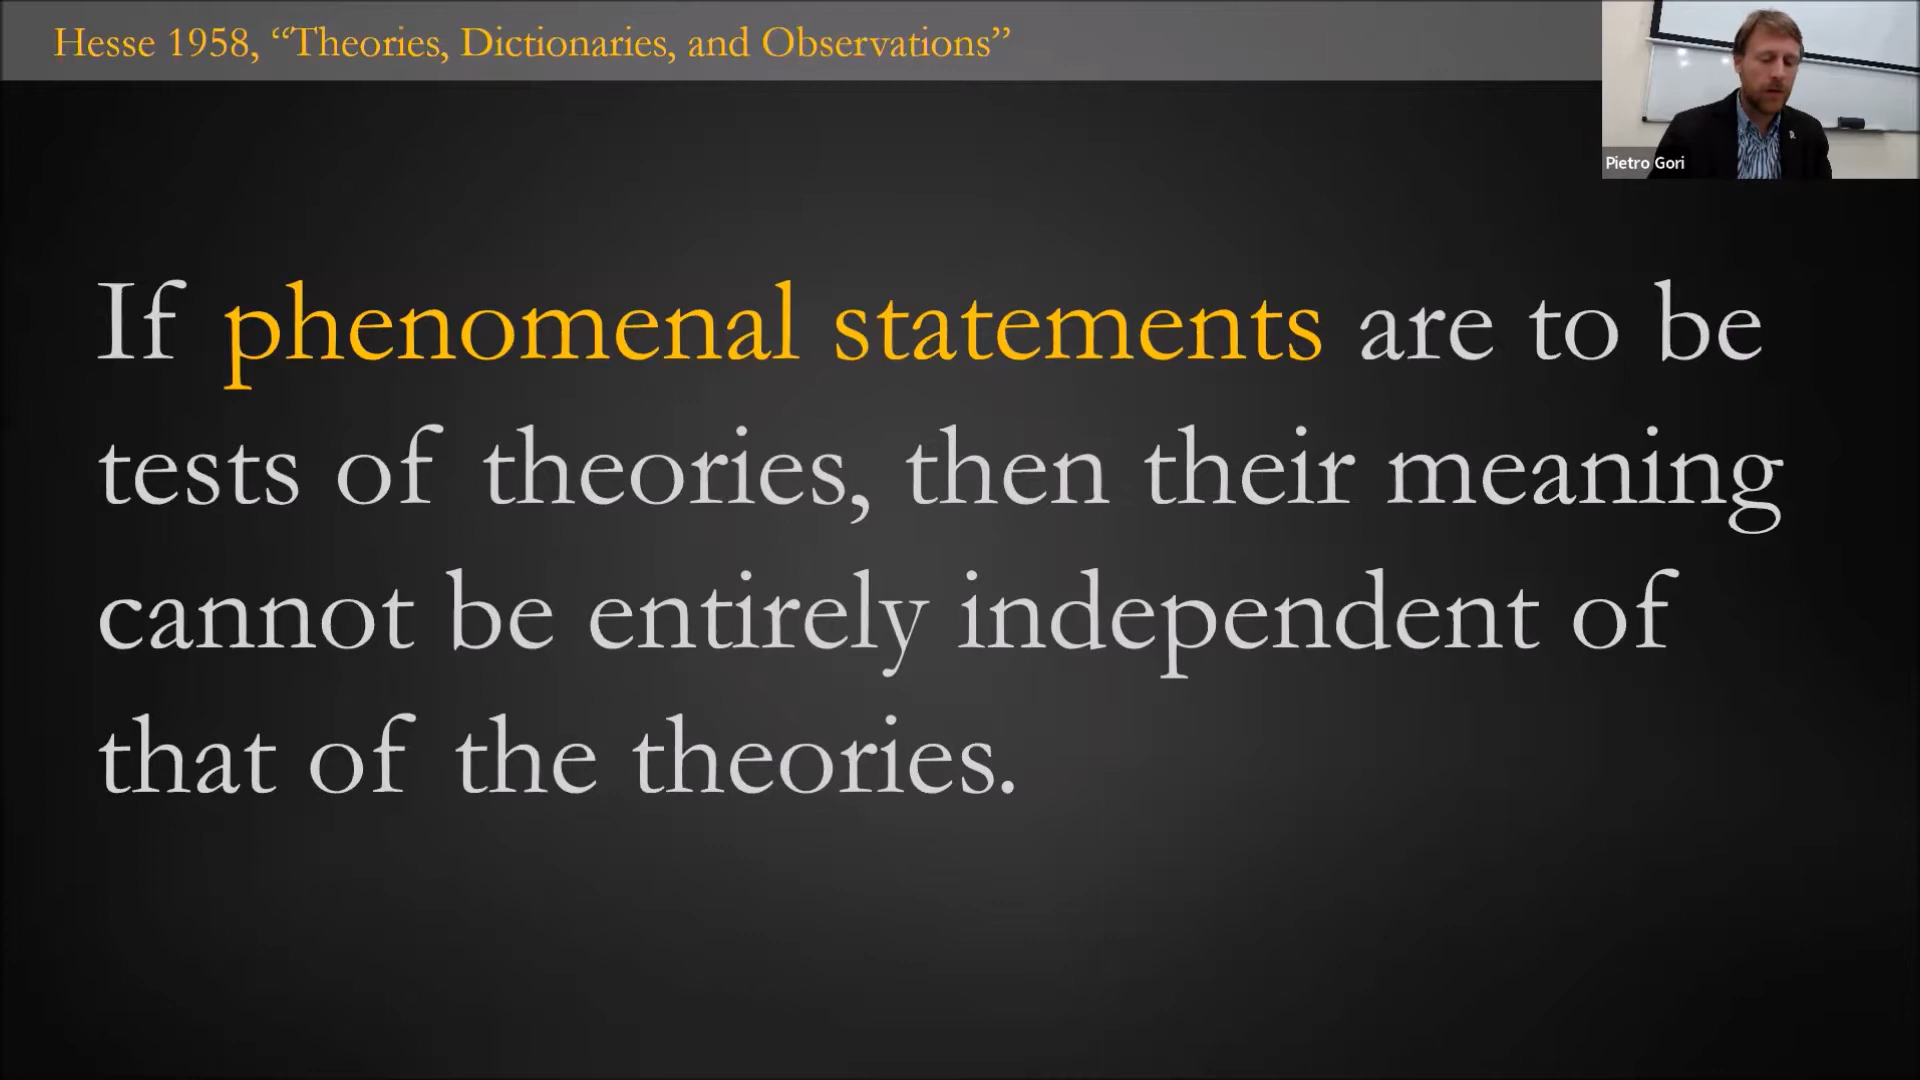 Hesse 1958, “Theories, Dictionaries, and Observations”
Pietro Gori
If phenomenal statements are to be
tests of theories, then their meaning
cannot be entirely independent of
that of the theories.